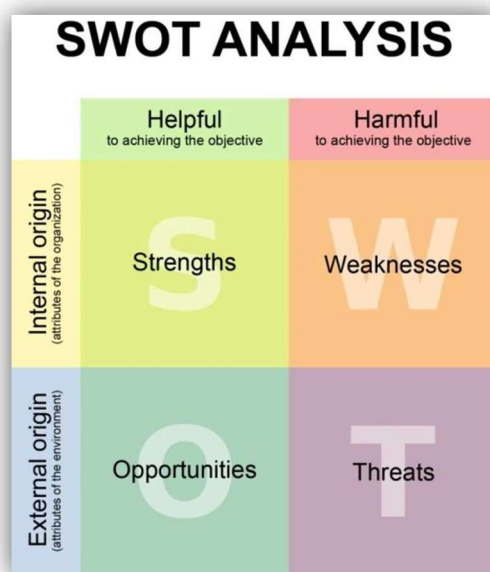 SWOT ANALYSIS
Helpful
to achieving the objective
Harmful
to achieving the objective
Internal origin
(attributes of the organization)
S
Strengths
W
Weaknesses
External origin
(attributes of the environment)
O
Opportunities
T
Threats